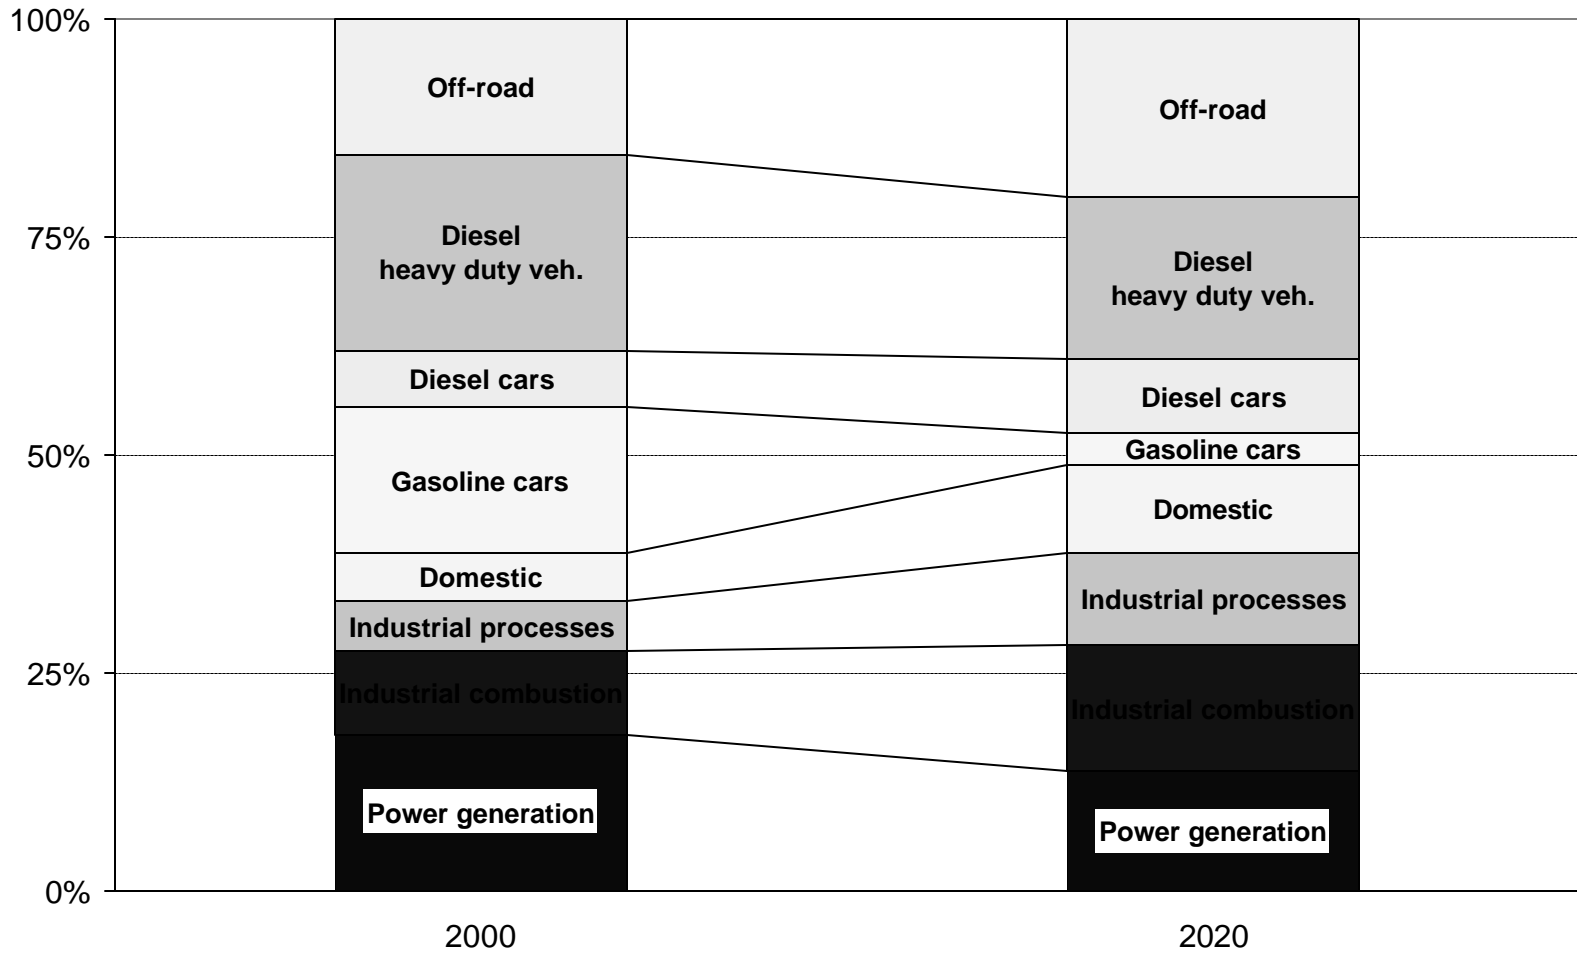 100%
75%
50%
25%
0%
Off-road
Diesel
heavy duty veh.
Diesel cars
Gasoline cars
Domestic
Industrial processes
Industrial combustion
Power generation
Off-road
Diesel
heavy duty veh.
Diesel cars
Gasoline cars
Domestic
Industrial processes
Industrial combustion
Power generation
2000
2020